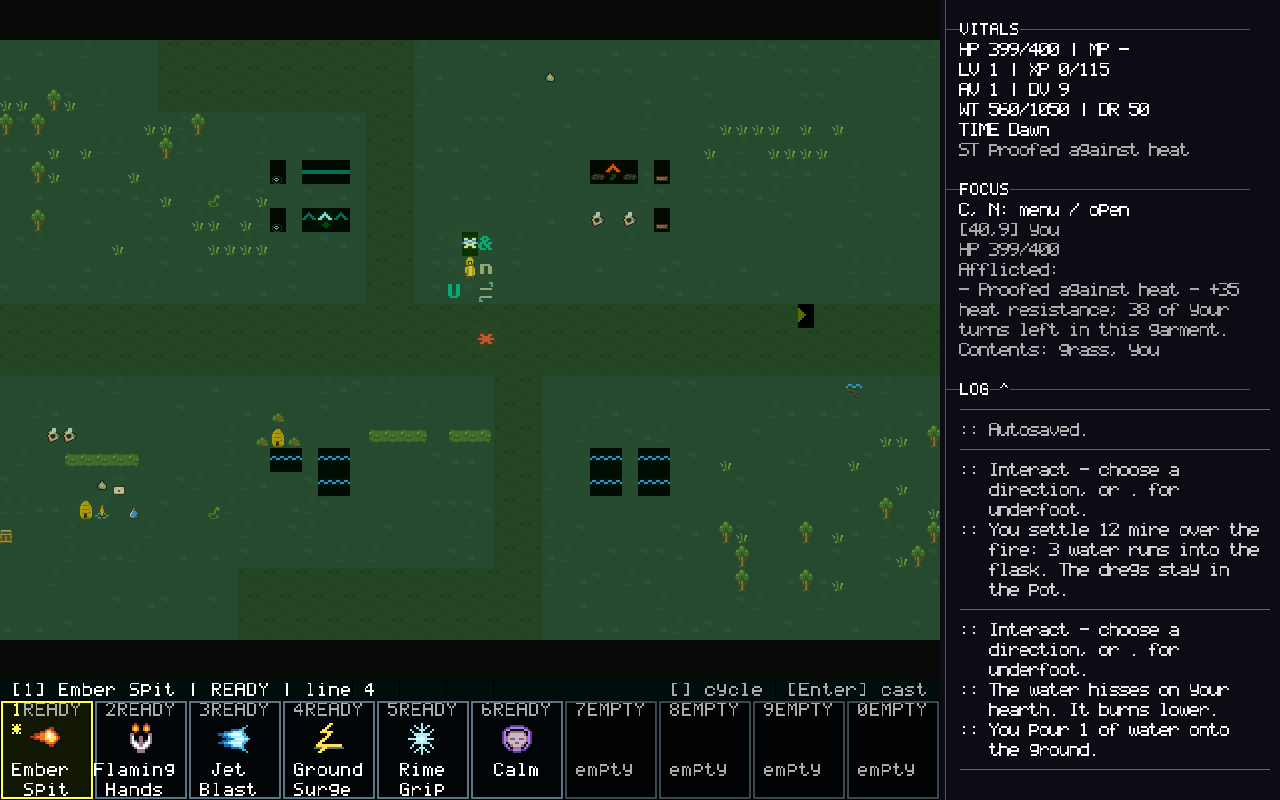 VITALS
HP 399/400 | MP -
LV 1 | XP 0/115
AV 1 | DV 9
WT 560/1050 | DR 50
TIME Dawn
ST Proofed against heat
FOCUS
C, N: menu / oPen
[40,9] You
HP 399/400
Afflicted:
- Proofed against heat - +35
heat resistance; 38 of your
turns left in this garment.
Contents: grass, You
LOG ^
:: Autosaved.
:: Interact - choose a
direction, or . for
underfoot.
:: You settle 12 mire over the
fire: 3 water runs into the
flask. The dregs stay in
the Pot.
:: Interact - choose a
direction, or . for
underfoot.
:: The water hisses on your
hearth. It burns lower.
:: You Pour 1 of water onto
the ground.
&
n
U
[1] Ember SPit | READY | line 4
[] cycle [Enter] cast
1READY 2READY 3READY 4READY 5READY 6READY 7EMPTY 8EMPTY 9EMPTY 0EMPTY
*
Ember SPit
Flaming Hands
Jet Blast
Ground Surge
Rime GriP
Calm
emPty
emPty
emPty
emPty